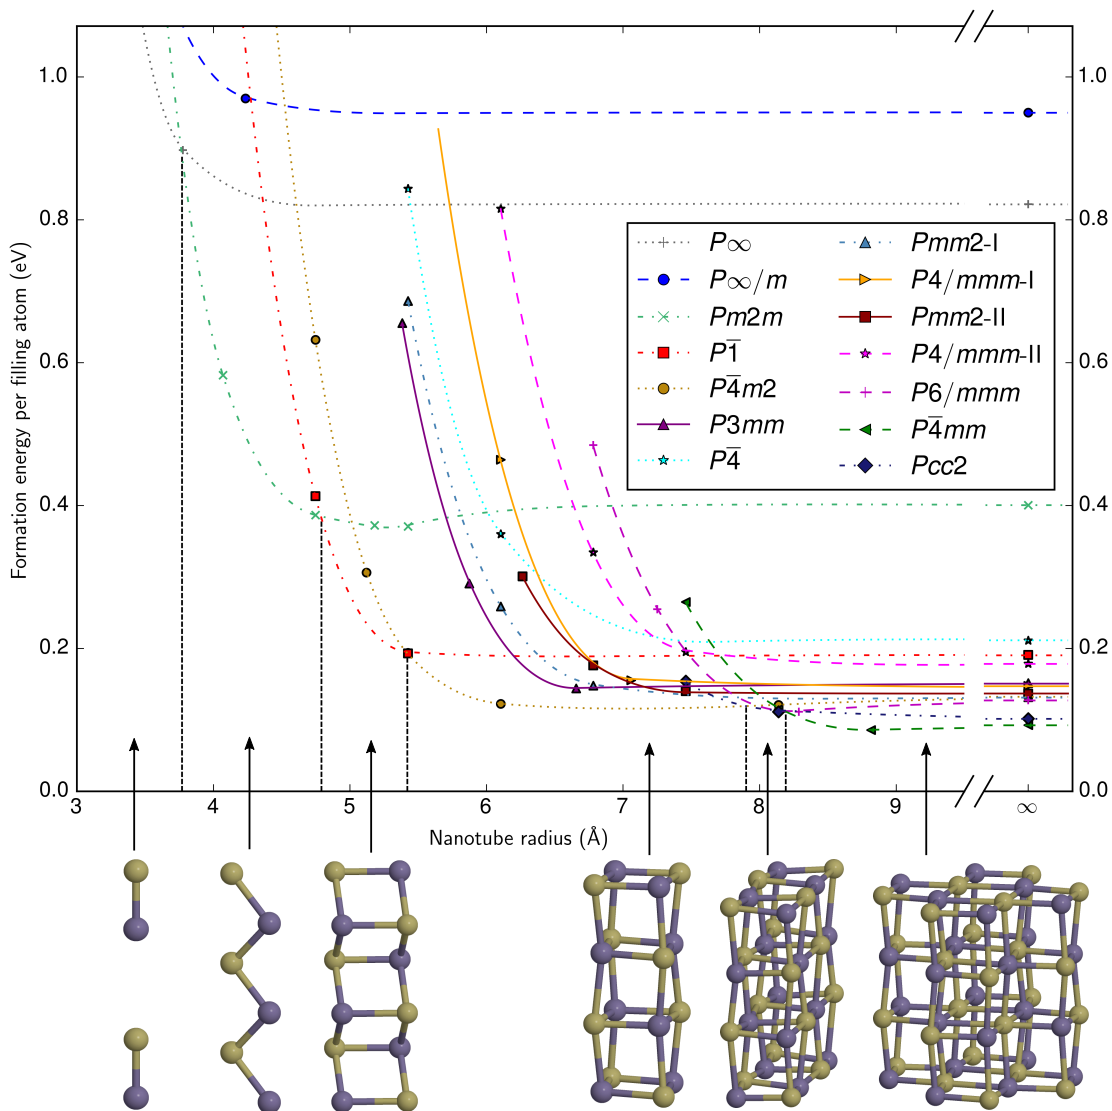 Formation energy per filling atom (eV)
1.0
0.8
0.6
0.4
0.2
0.0
1.0
0.8
0.6
0.4
0.2
0.0
P∞
P∞/m
Pm2m
P1̅
P4̅m2
P3mm
P4̅
Pmm2-I
P4/mmm-I
Pmm2-II
P4/mmm-II
P6/mmm
P4̅mm
Pcc2
3 4 5 6 7 8 9 ∞
Nanotube radius (Å)